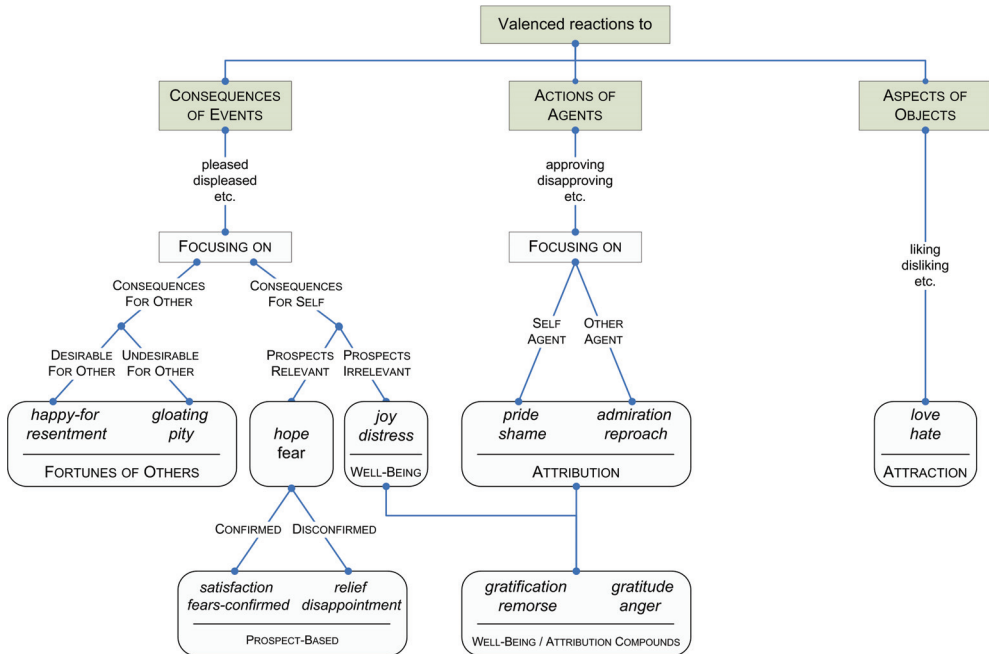 Valenced reactions to
CONSEQUENCES
OF EVENTS
ACTIONS OF
AGENTS
ASPECTS OF
OBJECTS
pleased
displeased
etc.
approving
disapproving
etc.
liking
disliking
etc.
FOCUSING ON
FOCUSING ON
CONSEQUENCES
FOR OTHER
CONSEQUENCES
FOR SELF
SELF
AGENT
OTHER
AGENT
DESIRABLE
FOR OTHER
UNDESIRABLE
FOR OTHER
PROSPECTS
RELEVANT
PROSPECTS
IRRELEVANT
happy-for
resentment
gloating
pity
FORTUNES OF OTHERS
hope
fear
joy
distress
WELL-BEING
pride
shame
admiration
reproach
ATTRIBUTION
love
hate
ATTRACTION
CONFIRMED
DISCONFIRMED
satisfaction
fears-confirmed
relief
disappointment
PROSPECT-BASED
gratification
remorse
gratitude
anger
WELL-BEING / ATTRIBUTION COMPOUNDS